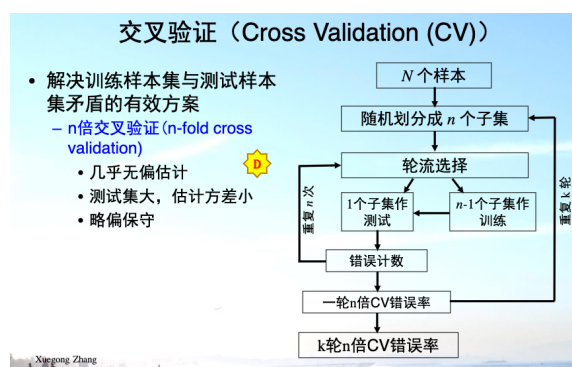 交叉验证（Cross Validation (CV)）
• 解决训练样本集与测试样本
集矛盾的有效方案
– n倍交叉验证(n-fold cross
validation)
• 几乎无偏估计
• 测试集大，估计方差小
• 略偏保守
D
N 个样本
随机划分成 n 个子集
轮流选择
1个子集作
测试
n-1个子集作
训练
错误计数
一轮n倍CV错误率
k轮n倍CV错误率
重复 n 次
重复 k 轮
Xuegong Zhang